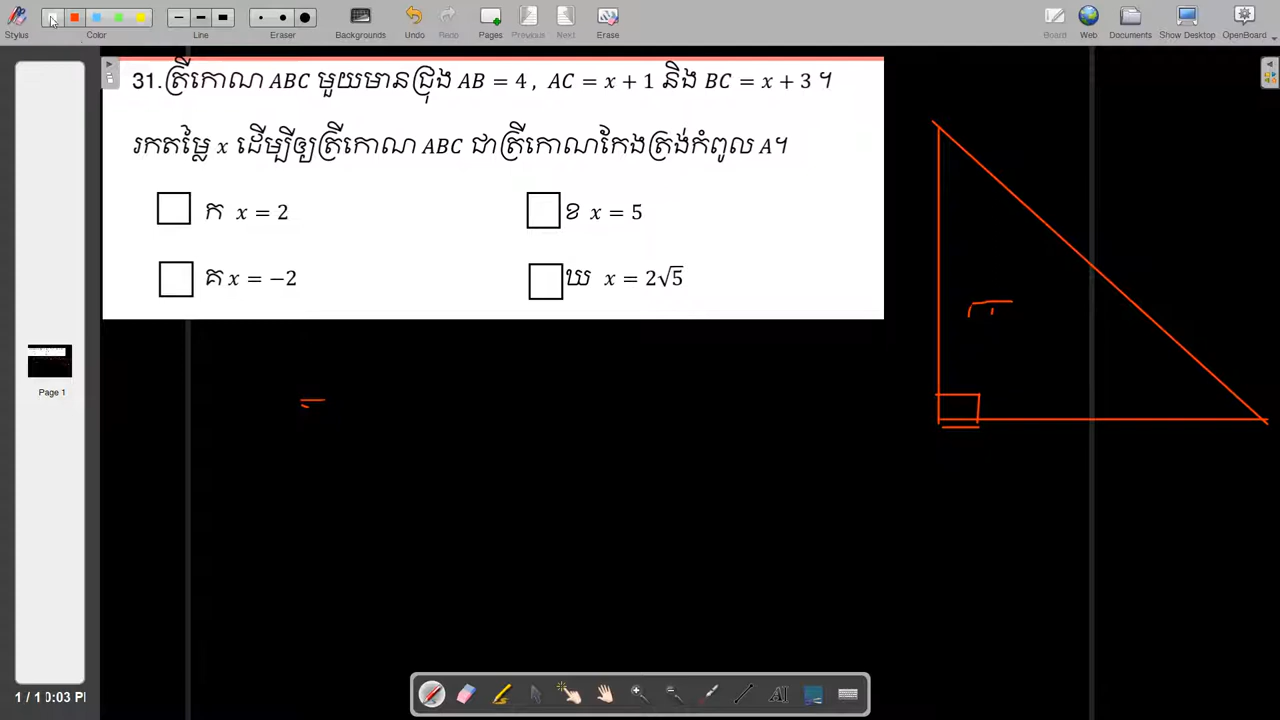 Stylus
Color
Line
Eraser
Backgrounds
Undo
Redo
Pages
Previous
Next
Erase
Board
Web
Documents
Show Desktop
OpenBoard
31.ត្រីកោណ ABC មួយមានជ្រុង AB = 4 , AC = x + 1 និង BC = x + 3 ។
រកតម្លៃ x ដើម្បីឲ្យត្រីកោណ ABC ជាត្រីកោណកែងត្រង់កំពូល A។
ក x = 2
ខ x = 5
គ x = −2
ឃ x = 2√5
Page 1
1 / 1
0:03 P